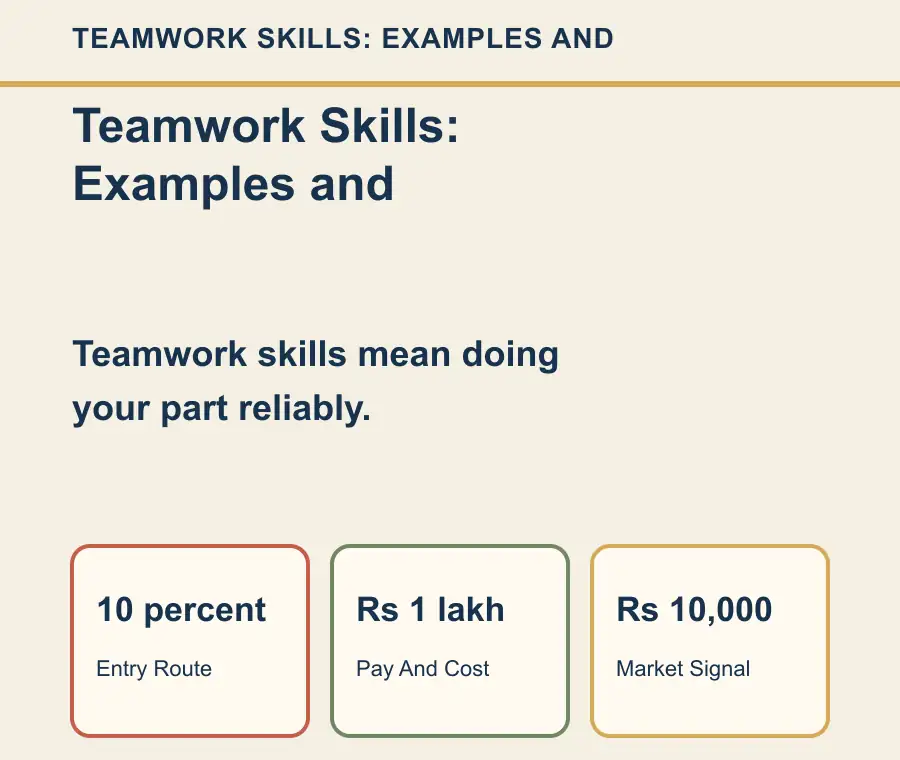 TEAMWORK SKILLS: EXAMPLES AND
Teamwork Skills:
Examples and
Teamwork skills mean doing
your part reliably.
10 percent
Entry Route
Rs 1 lakh
Pay And Cost
Rs 10,000
Market Signal